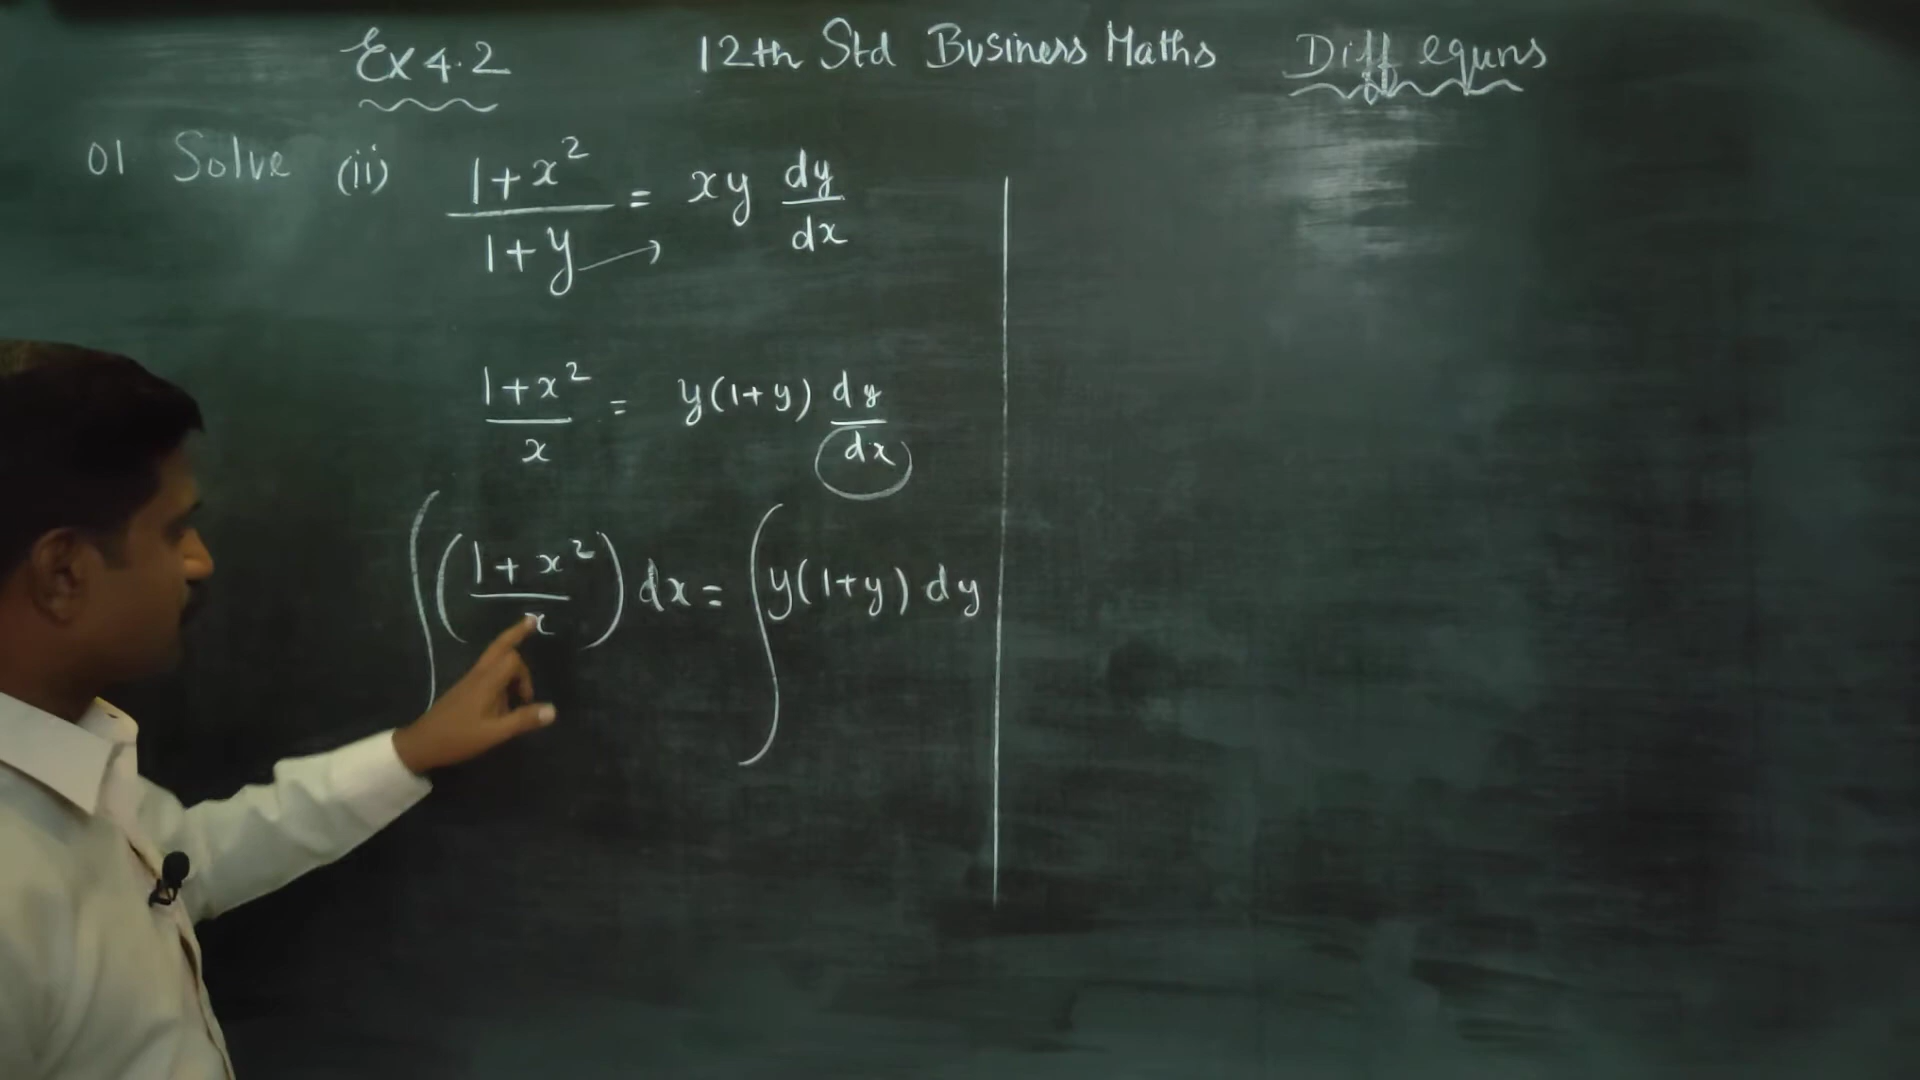 Ex 4.2 12th Std Business Maths Diff equns
01 Solve (ii) (1+x²)/(1+y) = xy dy/dx
(1+x²)/x = y(1+y) dy/dx
∫((1+x²)/x) dx = ∫y(1+y) dy